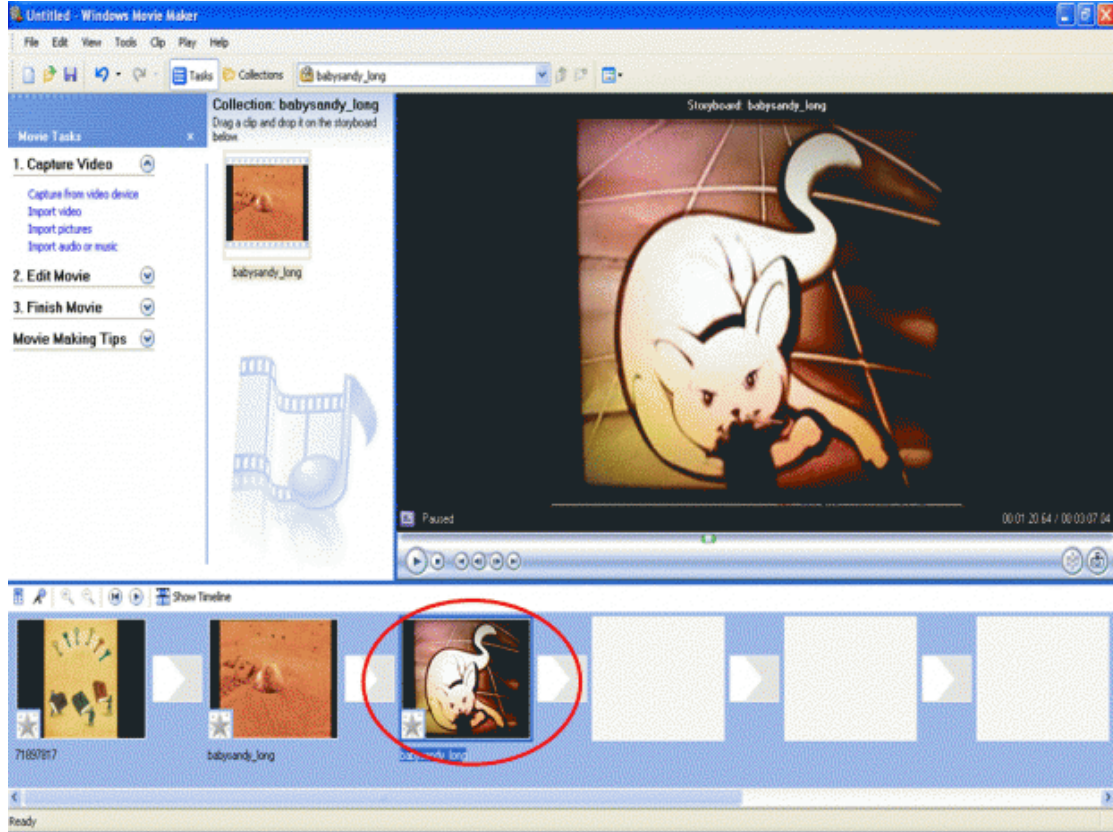 Untitled - Windows Movie Maker
File Edit View Tools Clip Play Help
Tasks Collections babysandy_long
Movie Tasks x
1. Capture Video
Capture from video device
Import video
Import pictures
Import audio or music
2. Edit Movie
3. Finish Movie
Movie Making Tips
Collection: babysandy_long
Drag a clip and drop it on the storyboard
below.
babysandy_long
Storyboard: babysandy_long
Paused
00:01:20.64 / 00:03:07.04
Show Timeline
71897817
babysandy_long
babysandy_long
Ready